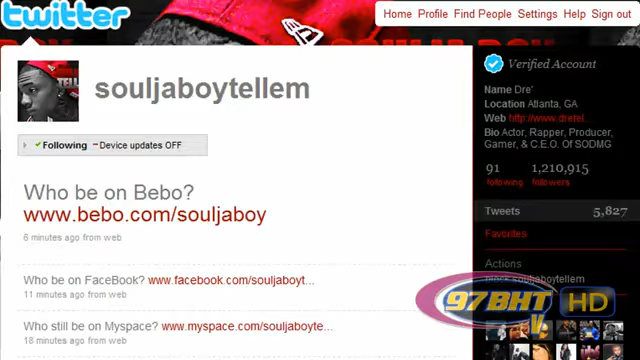 twitter
Home Profile Find People Settings Help Sign out
souljaboytellem
Following Device updates OFF
Who be on Bebo?
www.bebo.com/souljaboy
6 minutes ago from web
Who be on FaceBook? www.facebook.com/souljaboyt...
11 minutes ago from web
Who still be on Myspace? www.myspace.com/souljaboyte...
18 minutes ago from web
Verified Account
Name Dre'
Location Atlanta, GA
Web http://www.dretel...
Bio Actor, Rapper, Producer,
Gamer, & C.E.O. Of SODMG
91 1,210,915
following followers
Tweets 5,827
Favorites
Actions
block souljaboytellem
97BHT HD